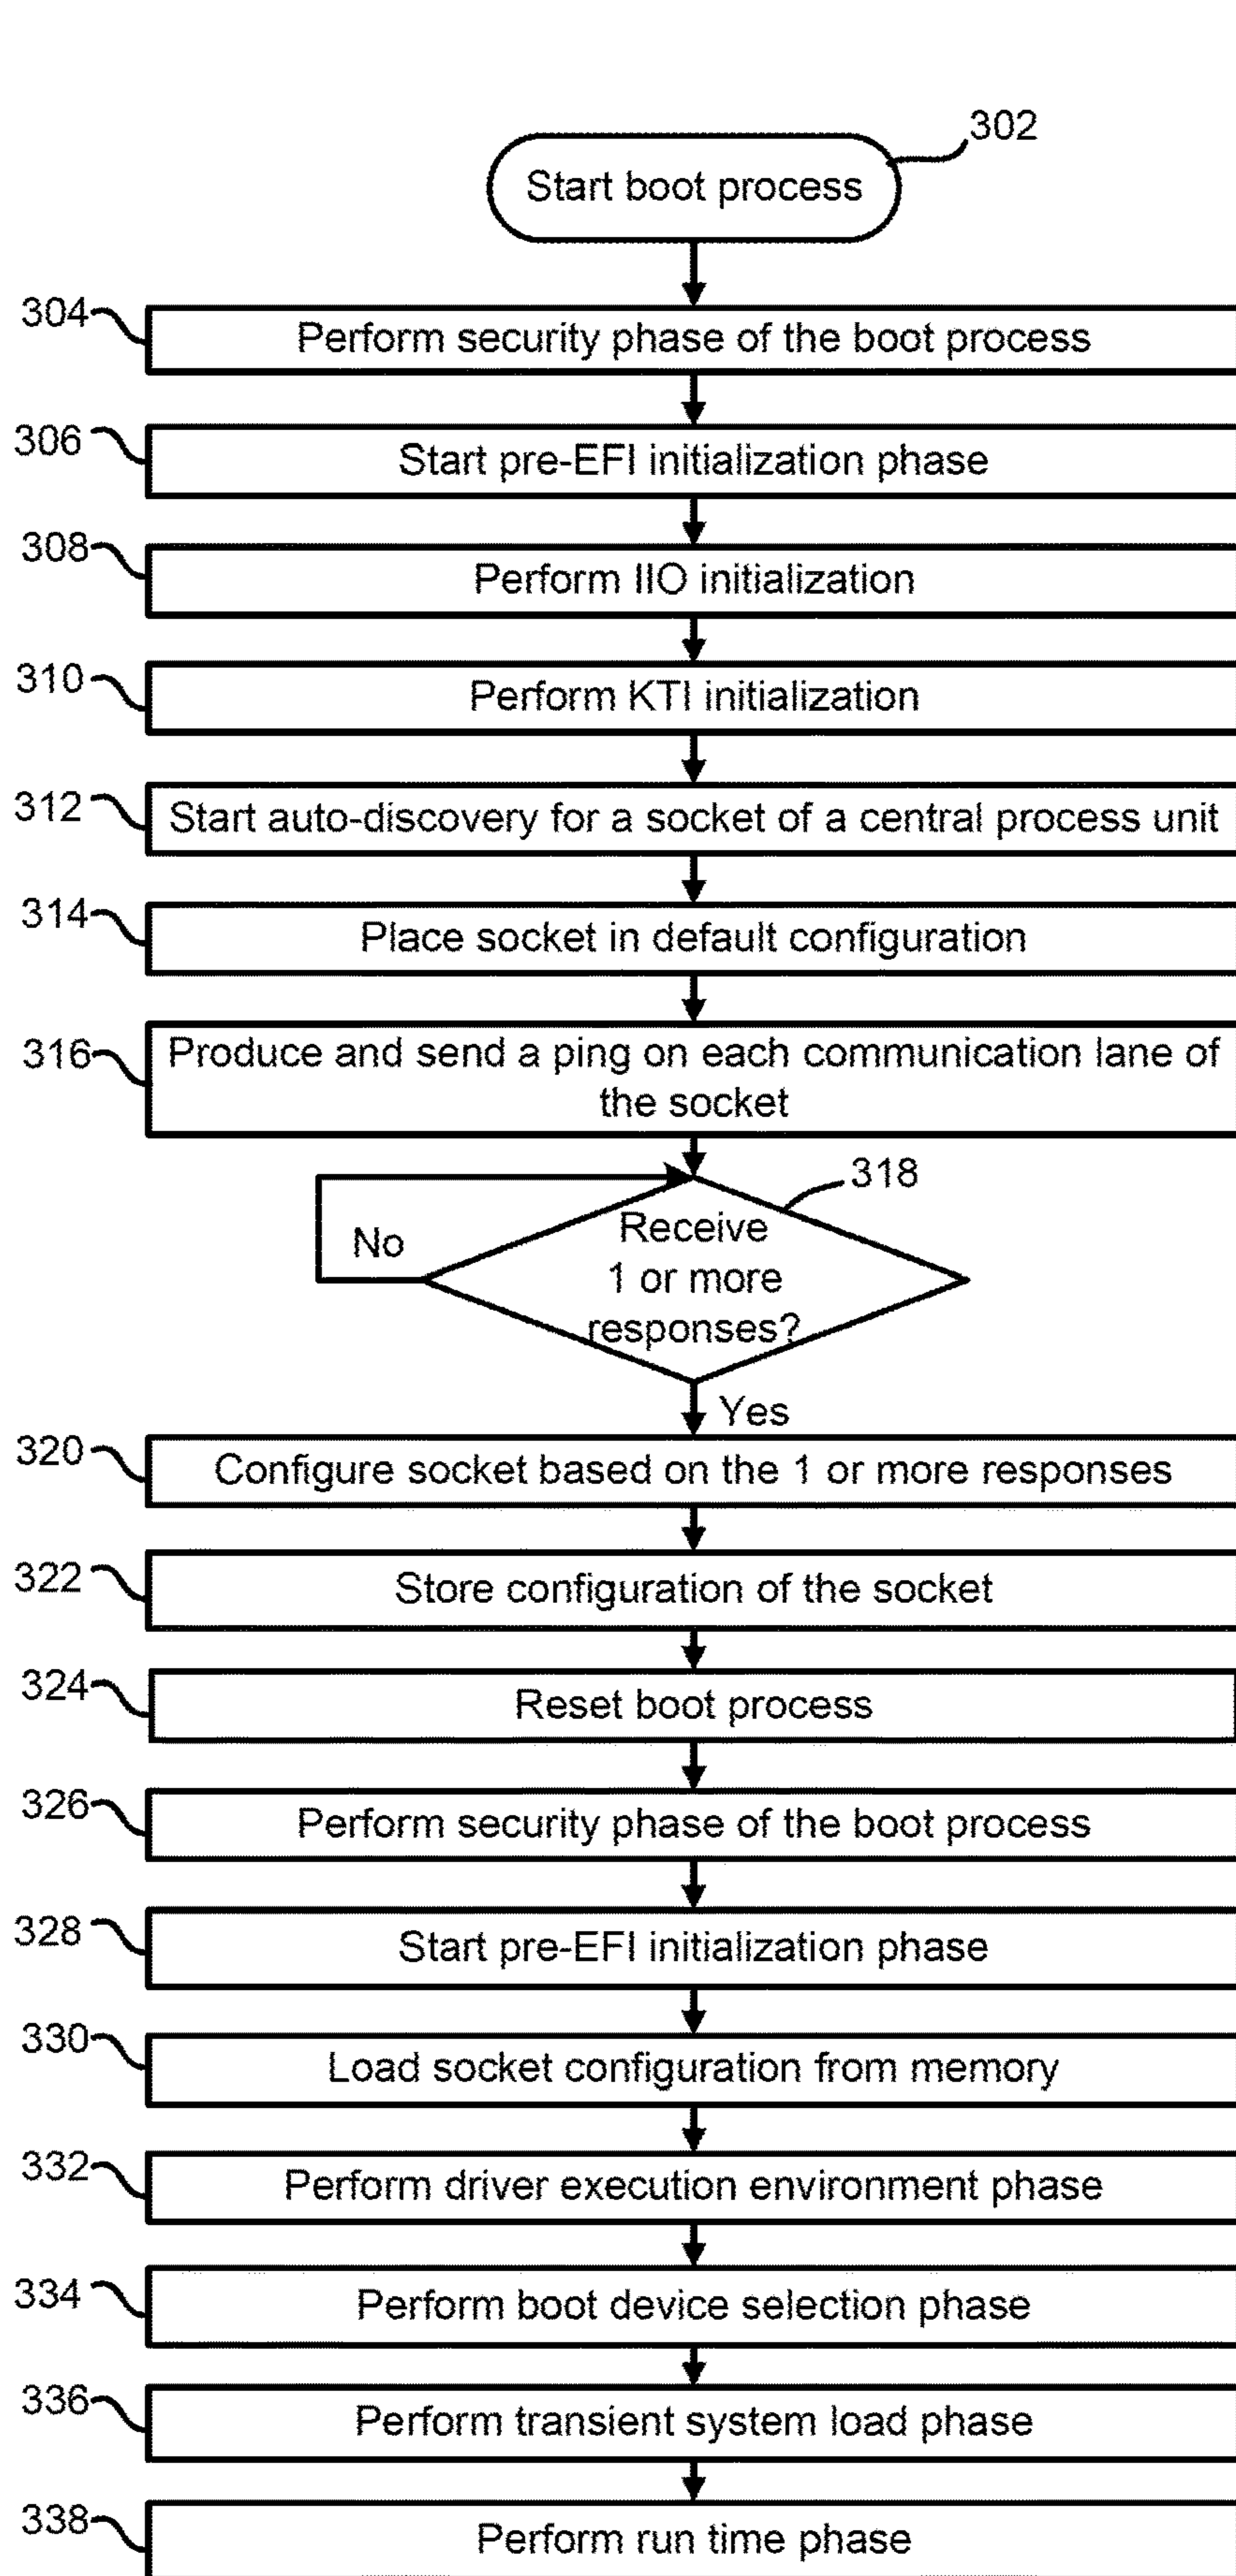 302
Start boot process
304
Perform security phase of the boot process
306
Start pre-EFI initialization phase
308
Perform IIO initialization
310
Perform KTI initialization
312
Start auto-discovery for a socket of a central process unit
314
Place socket in default configuration
316
Produce and send a ping on each communication lane of
the socket
318
Receive
1 or more
responses?
No
Yes
320
Configure socket based on the 1 or more responses
322
Store configuration of the socket
324
Reset boot process
326
Perform security phase of the boot process
328
Start pre-EFI initialization phase
330
Load socket configuration from memory
332
Perform driver execution environment phase
334
Perform boot device selection phase
336
Perform transient system load phase
338
Perform run time phase